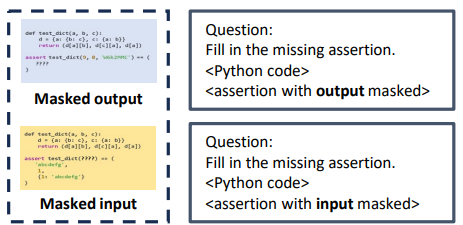 def test_dict(a, b, c):
d = {a: {b: c}, c: {a: b}}
return (d[a][b], d[c][a], d[a])
assert test_dict(0, 0, ) == (
????
)
Masked output
Question:
Fill in the missing assertion.
<Python code>
<assertion with output masked>
def test_dict(a, b, c):
d = {a: {b: c}, c: {a: b}}
return (d[a][b], d[c][a], d[a])
assert test_dict(????) == (
'abcdefg',
1,
{1: 'abcdefg'}
)
Masked input
Question:
Fill in the missing assertion.
<Python code>
<assertion with input masked>